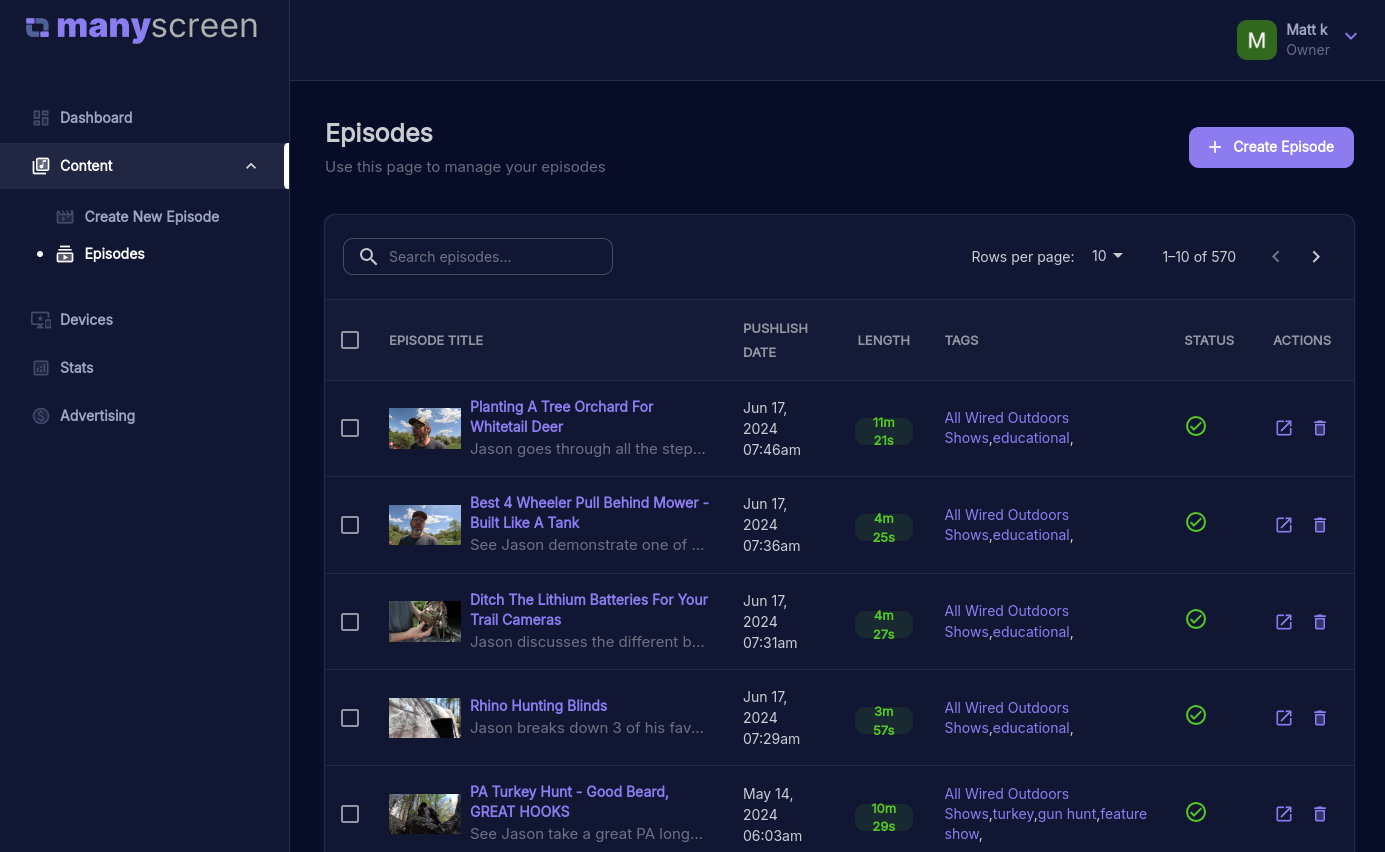 manyscreen
M
Matt k
Owner
Dashboard
Content
Create New Episode
Episodes
Devices
Stats
Advertising
Episodes
Use this page to manage your episodes
Create Episode
Search episodes...
Rows per page:
10
1–10 of 570
EPISODE TITLE
PUSHLISH
DATE
LENGTH
TAGS
STATUS
ACTIONS
Planting A Tree Orchard For
Whitetail Deer
Jason goes through all the step...
Jun 17,
2024
07:46am
11m
21s
All Wired Outdoors
Shows,educational,
Best 4 Wheeler Pull Behind Mower -
Built Like A Tank
See Jason demonstrate one of ...
Jun 17,
2024
07:36am
4m
25s
All Wired Outdoors
Shows,educational,
Ditch The Lithium Batteries For Your
Trail Cameras
Jason discusses the different b...
Jun 17,
2024
07:31am
4m
27s
All Wired Outdoors
Shows,educational,
Rhino Hunting Blinds
Jason breaks down 3 of his fav...
Jun 17,
2024
07:29am
3m
57s
All Wired Outdoors
Shows,educational,
PA Turkey Hunt - Good Beard,
GREAT HOOKS
See Jason take a great PA long...
May 14,
2024
06:03am
10m
29s
All Wired Outdoors
Shows,turkey,gun hunt,feature
show,